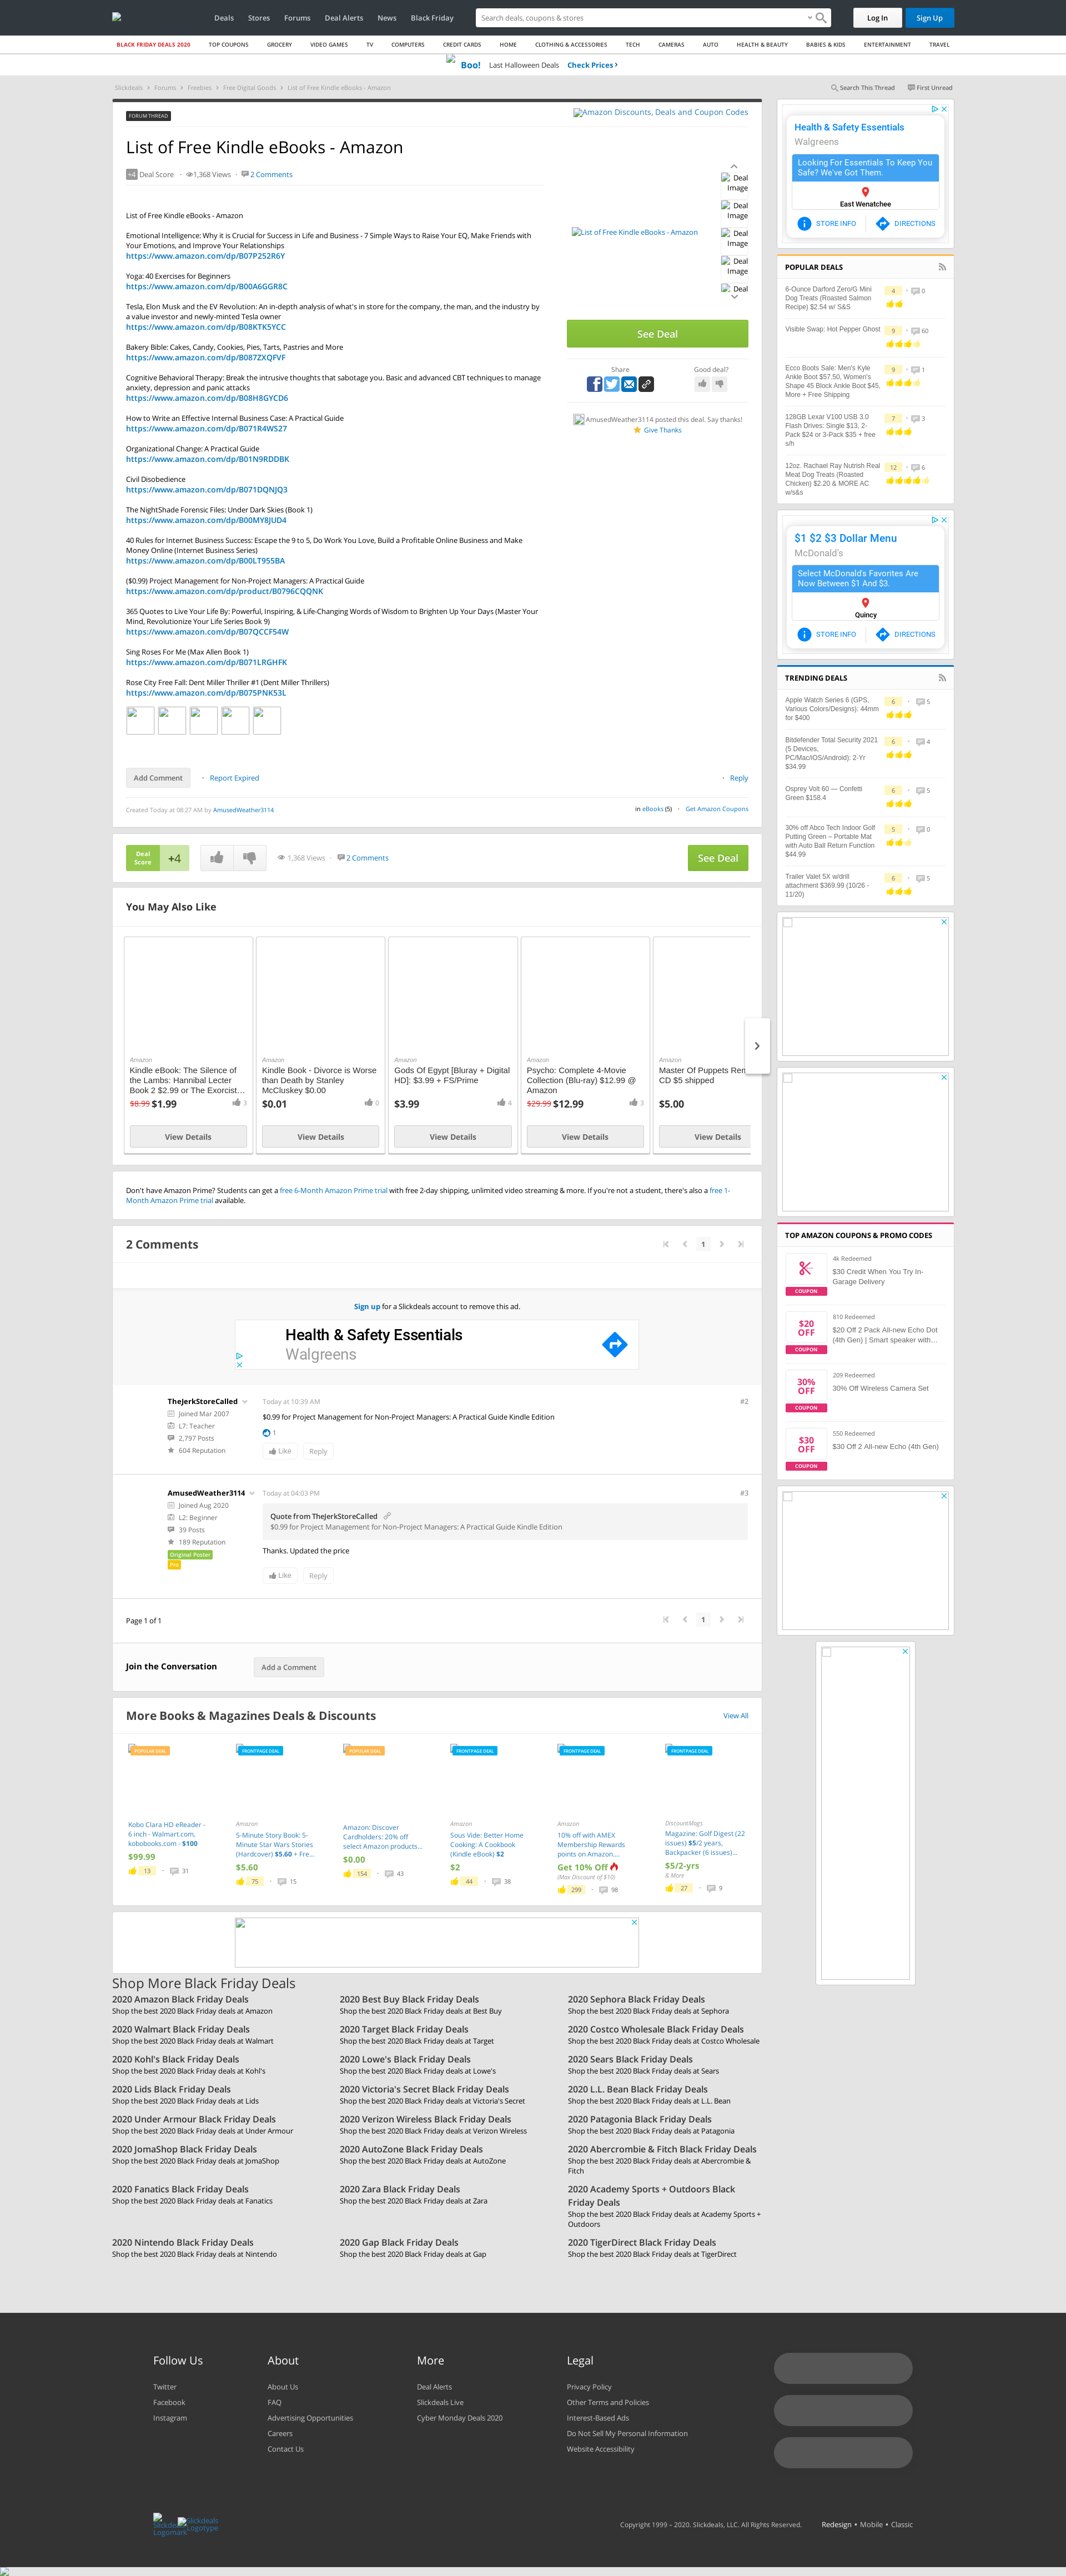 Deals Stores Forums Deal Alerts News Black Friday
Search deals, coupons & stores
Log In
Sign Up
BLACK FRIDAY DEALS 2020 TOP COUPONS GROCERY VIDEO GAMES TV COMPUTERS CREDIT CARDS HOME CLOTHING & ACCESSORIES TECH CAMERAS AUTO HEALTH & BEAUTY BABIES & KIDS ENTERTAINMENT TRAVEL
Boo! Last Halloween Deals Check Prices
Slickdeals Forums Freebies Free Digital Goods List of Free Kindle eBooks - Amazon
Search This Thread First Unread
FORUM THREAD
Amazon Discounts, Deals and Coupon Codes
List of Free Kindle eBooks - Amazon
+4 Deal Score 1,368 Views 2 Comments
List of Free Kindle eBooks - Amazon
Emotional Intelligence: Why it is Crucial for Success in Life and Business - 7 Simple Ways to Raise Your EQ, Make Friends with
Your Emotions, and Improve Your Relationships
https://www.amazon.com/dp/B07P252R6Y
Yoga: 40 Exercises for Beginners
https://www.amazon.com/dp/B00A6GGR8C
Tesla, Elon Musk and the EV Revolution: An in-depth analysis of what's in store for the company, the man, and the industry by
a value investor and newly-minted Tesla owner
https://www.amazon.com/dp/B08KTK5YCC
Bakery Bible: Cakes, Candy, Cookies, Pies, Tarts, Pastries and More
https://www.amazon.com/dp/B087ZXQFVF
Cognitive Behavioral Therapy: Break the intrusive thoughts that sabotage you. Basic and advanced CBT techniques to manage
anxiety, depression and panic attacks
https://www.amazon.com/dp/B08H8GYCD6
How to Write an Effective Internal Business Case: A Practical Guide
https://www.amazon.com/dp/B071R4WS27
Organizational Change: A Practical Guide
https://www.amazon.com/dp/B01N9RDDBK
Civil Disobedience
https://www.amazon.com/dp/B071DQNJQ3
The NightShade Forensic Files: Under Dark Skies (Book 1)
https://www.amazon.com/dp/B00MY8JUD4
40 Rules for Internet Business Success: Escape the 9 to 5, Do Work You Love, Build a Profitable Online Business and Make
Money Online (Internet Business Series)
https://www.amazon.com/dp/B00LT955BA
($0.99) Project Management for Non-Project Managers: A Practical Guide
https://www.amazon.com/dp/product/B0796CQQNK
365 Quotes to Live Your Life By: Powerful, Inspiring, & Life-Changing Words of Wisdom to Brighten Up Your Days (Master Your
Mind, Revolutionize Your Life Series Book 9)
https://www.amazon.com/dp/B07QCCF54W
Sing Roses For Me (Max Allen Book 1)
https://www.amazon.com/dp/B071LRGHFK
Rose City Free Fall: Dent Miller Thriller #1 (Dent Miller Thrillers)
https://www.amazon.com/dp/B075PNK53L
List of Free Kindle eBooks - Amazon
Deal Image
Deal Image
Deal Image
Deal Image
Deal
See Deal
Share
Good deal?
AmusedWeather3114 posted this deal. Say thanks!
Give Thanks
Add Comment Report Expired Reply
Created Today at 08:27 AM by AmusedWeather3114
in eBooks (5) Get Amazon Coupons
Deal Score +4
1,368 Views 2 Comments
See Deal
You May Also Like
Amazon
Kindle eBook: The Silence of
the Lambs: Hannibal Lecter
Book 2 $2.99 or The Exorcist...
$8.99 $1.99 3
View Details
Amazon
Kindle Book - Divorce is Worse
than Death by Stanley
McCluskey $0.00
$0.01 0
View Details
Amazon
Gods Of Egypt [Bluray + Digital
HD]: $3.99 + FS/Prime
$3.99 4
View Details
Amazon
Psycho: Complete 4-Movie
Collection (Blu-ray) $12.99 @
Amazon
$29.99 $12.99 3
View Details
Amazon
Master Of Puppets Rem
CD $5 shipped
$5.00
View Details
Don't have Amazon Prime? Students can get a free 6-Month Amazon Prime trial with free 2-day shipping, unlimited video streaming & more. If you're not a student, there's also a free 1-
Month Amazon Prime trial available.
2 Comments
1
Sign up for a Slickdeals account to remove this ad.
Health & Safety Essentials
Walgreens
TheJerkStoreCalled
Joined Mar 2007
L7: Teacher
2,797 Posts
604 Reputation
Today at 10:39 AM #2
$0.99 for Project Management for Non-Project Managers: A Practical Guide Kindle Edition
1
Like Reply
AmusedWeather3114
Joined Aug 2020
L2: Beginner
39 Posts
189 Reputation
Original Poster
Pro
Today at 04:03 PM #3
Quote from TheJerkStoreCalled
$0.99 for Project Management for Non-Project Managers: A Practical Guide Kindle Edition
Thanks. Updated the price
Like Reply
Page 1 of 1
1
Join the Conversation
Add a Comment
More Books & Magazines Deals & Discounts View All
POPULAR DEAL
Kobo Clara HD eReader -
6 inch - Walmart.com,
kobobooks.com - $100
$99.99
13 31
FRONTPAGE DEAL
Amazon
5-Minute Story Book: 5-
Minute Star Wars Stories
(Hardcover) $5.60 + Fre...
$5.60
75 15
POPULAR DEAL
Amazon: Discover
Cardholders: 20% off
select Amazon products...
$0.00
154 43
FRONTPAGE DEAL
Amazon
Sous Vide: Better Home
Cooking: A Cookbook
(Kindle eBook) $2
$2
44 38
FRONTPAGE DEAL
Amazon
10% off with AMEX
Membership Rewards
points on Amazon....
Get 10% Off
(Max Discount of $10)
299 98
FRONTPAGE DEAL
DiscountMags
Magazine: Golf Digest (22
issues) $5/2 years,
Backpacker (6 issues)...
$5/2-yrs
& More
27 9
Shop More Black Friday Deals
2020 Amazon Black Friday Deals
Shop the best 2020 Black Friday deals at Amazon
2020 Best Buy Black Friday Deals
Shop the best 2020 Black Friday deals at Best Buy
2020 Sephora Black Friday Deals
Shop the best 2020 Black Friday deals at Sephora
2020 Walmart Black Friday Deals
Shop the best 2020 Black Friday deals at Walmart
2020 Target Black Friday Deals
Shop the best 2020 Black Friday deals at Target
2020 Costco Wholesale Black Friday Deals
Shop the best 2020 Black Friday deals at Costco Wholesale
2020 Kohl's Black Friday Deals
Shop the best 2020 Black Friday deals at Kohl's
2020 Lowe's Black Friday Deals
Shop the best 2020 Black Friday deals at Lowe's
2020 Sears Black Friday Deals
Shop the best 2020 Black Friday deals at Sears
2020 Lids Black Friday Deals
Shop the best 2020 Black Friday deals at Lids
2020 Victoria's Secret Black Friday Deals
Shop the best 2020 Black Friday deals at Victoria's Secret
2020 L.L. Bean Black Friday Deals
Shop the best 2020 Black Friday deals at L.L. Bean
2020 Under Armour Black Friday Deals
Shop the best 2020 Black Friday deals at Under Armour
2020 Verizon Wireless Black Friday Deals
Shop the best 2020 Black Friday deals at Verizon Wireless
2020 Patagonia Black Friday Deals
Shop the best 2020 Black Friday deals at Patagonia
2020 JomaShop Black Friday Deals
Shop the best 2020 Black Friday deals at JomaShop
2020 AutoZone Black Friday Deals
Shop the best 2020 Black Friday deals at AutoZone
2020 Abercrombie & Fitch Black Friday Deals
Shop the best 2020 Black Friday deals at Abercrombie &
Fitch
2020 Fanatics Black Friday Deals
Shop the best 2020 Black Friday deals at Fanatics
2020 Zara Black Friday Deals
Shop the best 2020 Black Friday deals at Zara
2020 Academy Sports + Outdoors Black
Friday Deals
Shop the best 2020 Black Friday deals at Academy Sports +
Outdoors
2020 Nintendo Black Friday Deals
Shop the best 2020 Black Friday deals at Nintendo
2020 Gap Black Friday Deals
Shop the best 2020 Black Friday deals at Gap
2020 TigerDirect Black Friday Deals
Shop the best 2020 Black Friday deals at TigerDirect
Health & Safety Essentials
Walgreens
Looking For Essentials To Keep You
Safe? We've Got Them.
East Wenatchee
STORE INFO DIRECTIONS
POPULAR DEALS
6-Ounce Darford Zero/G Mini
Dog Treats (Roasted Salmon
Recipe) $2.54 w/ S&S
4 0
Visible Swap: Hot Pepper Ghost
9 60
Ecco Boots Sale: Men's Kyle
Ankle Boot $57.50, Women's
Shape 45 Block Ankle Boot $45,
More + Free Shipping
9 1
128GB Lexar V100 USB 3.0
Flash Drives: Single $13, 2-
Pack $24 or 3-Pack $35 + free
s/h
7 3
12oz. Rachael Ray Nutrish Real
Meat Dog Treats (Roasted
Chicken) $2.20 & MORE AC
w/s&s
12 6
$1 $2 $3 Dollar Menu
McDonald's
Select McDonald's Favorites Are
Now Between $1 And $3.
Quincy
STORE INFO DIRECTIONS
TRENDING DEALS
Apple Watch Series 6 (GPS,
Various Colors/Designs): 44mm
for $400
6 5
Bitdefender Total Security 2021
(5 Devices,
PC/Mac/iOS/Android): 2-Yr
$34.99
6 4
Osprey Volt 60 — Confetti
Green $158.4
6 5
30% off Abco Tech Indoor Golf
Putting Green – Portable Mat
with Auto Ball Return Function
$44.99
5 0
Trailer Valet 5X w/drill
attachment $369.99 (10/26 -
11/20)
6 5
TOP AMAZON COUPONS & PROMO CODES
4k Redeemed
$30 Credit When You Try In-
Garage Delivery
COUPON
$20
OFF
810 Redeemed
$20 Off 2 Pack All-new Echo Dot
(4th Gen) | Smart speaker with...
COUPON
30%
OFF
209 Redeemed
30% Off Wireless Camera Set
COUPON
$30
OFF
550 Redeemed
$30 Off 2 All-new Echo (4th Gen)
COUPON
Follow Us
Twitter
Facebook
Instagram
About
About Us
FAQ
Advertising Opportunities
Careers
Contact Us
More
Deal Alerts
Slickdeals Live
Cyber Monday Deals 2020
Legal
Privacy Policy
Other Terms and Policies
Interest-Based Ads
Do Not Sell My Personal Information
Website Accessibility
Slickdeals Logomark
Slickdeals Logotype
Copyright 1999 – 2020. Slickdeals, LLC. All Rights Reserved. Redesign • Mobile • Classic